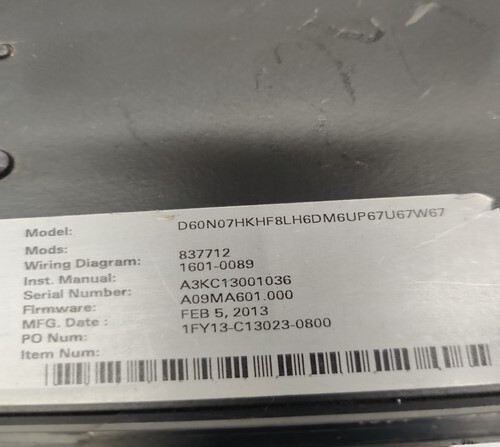 Model: D60N07HKHF8LH6DM6UP67U67W67
Mods:
Wiring Diagram: 837712
Inst. Manual: 1601-0089
Serial Number: A3KC13001036
Firmware: A09MA601.000
MFG. Date : FEB 5, 2013
PO Num: 1FY13-C13023-0800
Item Num: